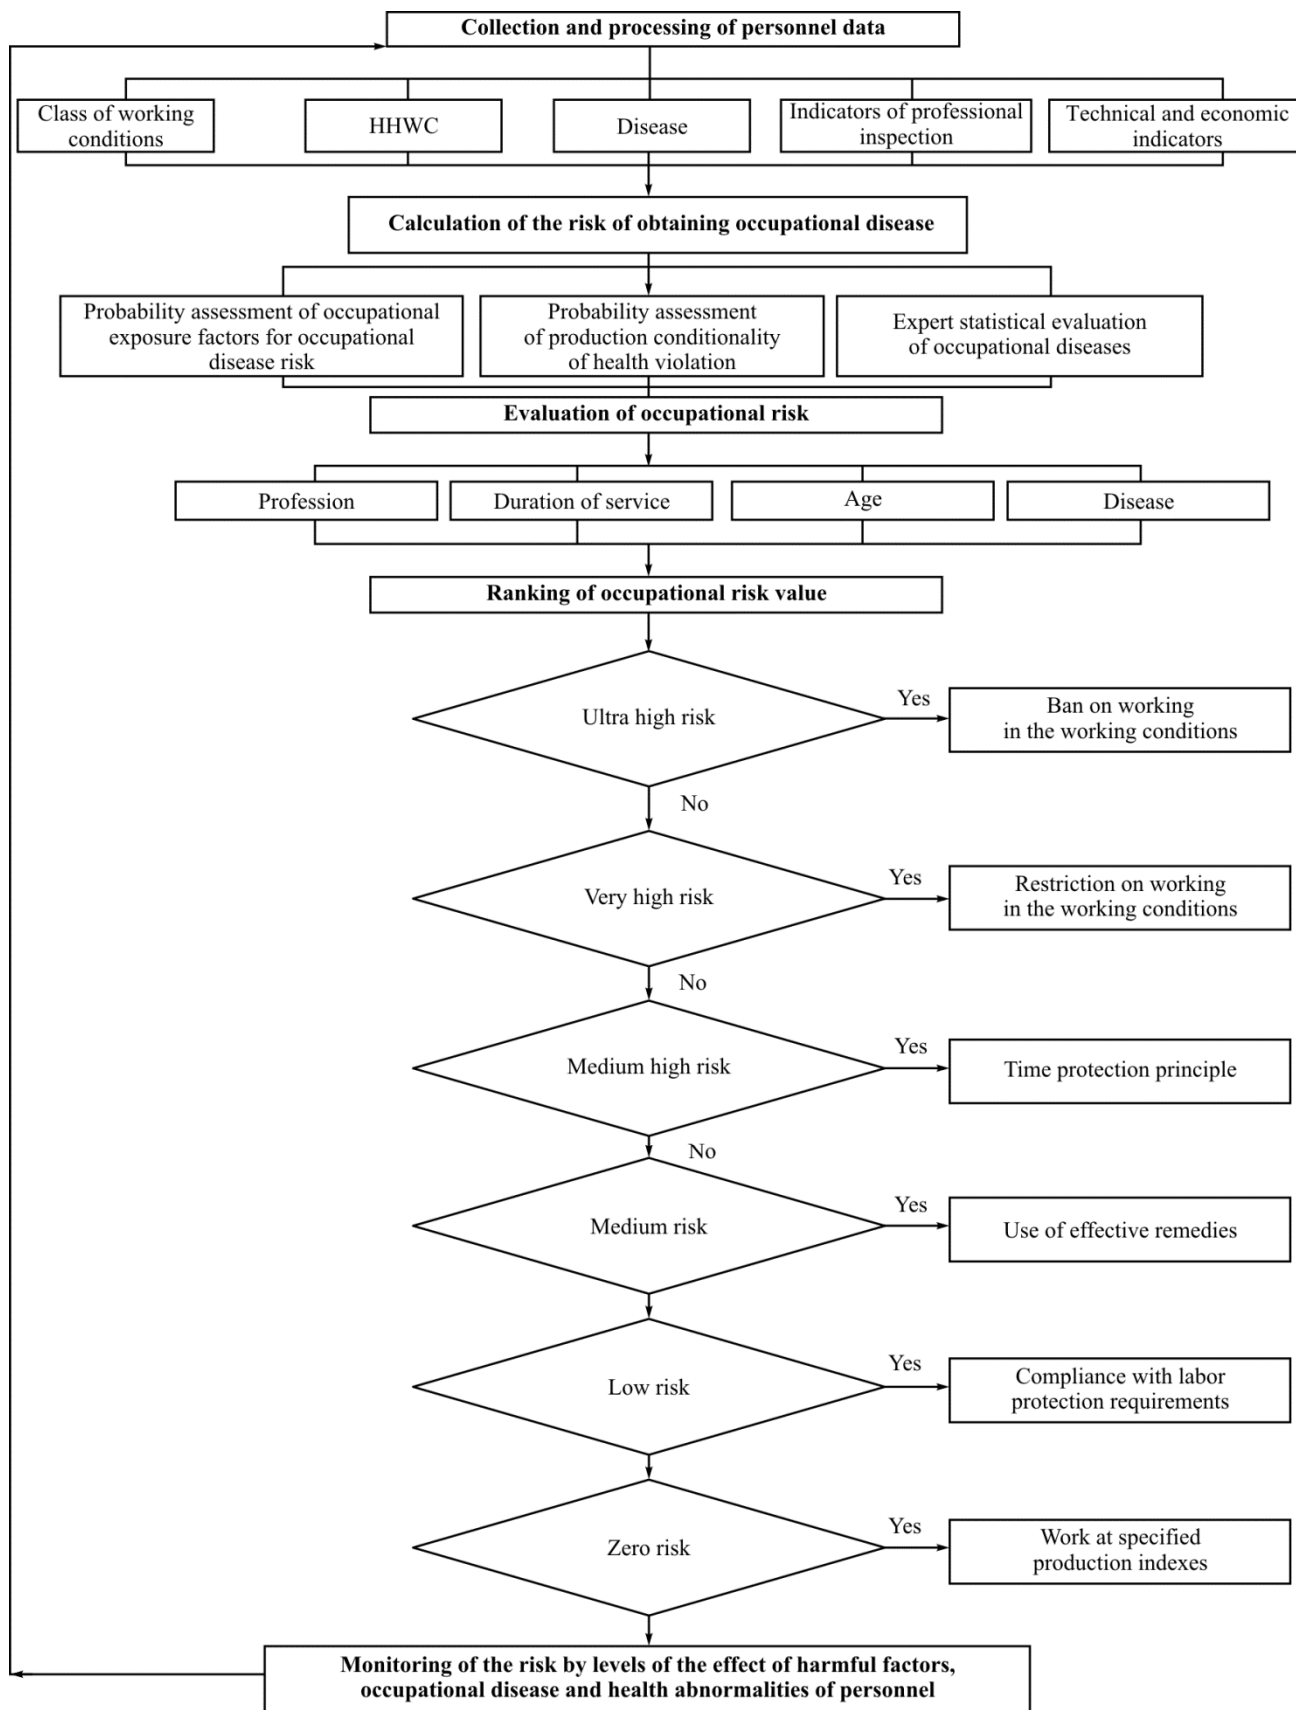 Collection and processing of personnel data
Class of working
conditions
HHWC
Disease
Indicators of professional
inspection
Technical and economic
indicators
Calculation of the risk of obtaining occupational disease
Probability assessment of occupational
exposure factors for occupational
disease risk
Probability assessment
of production conditionality
of health violation
Expert statistical evaluation
of occupational diseases
Evaluation of occupational risk
Profession
Duration of service
Age
Disease
Ranking of occupational risk value
Ultra high risk
Yes
Ban on working
in the working conditions
No
Very high risk
Yes
Restriction on working
in the working conditions
No
Medium high risk
Yes
Time protection principle
No
Medium risk
Yes
Use of effective remedies
Low risk
Yes
Compliance with labor
protection requirements
Zero risk
Yes
Work at specified
production indexes
Monitoring of the risk by levels of the effect of harmful factors,
occupational disease and health abnormalities of personnel